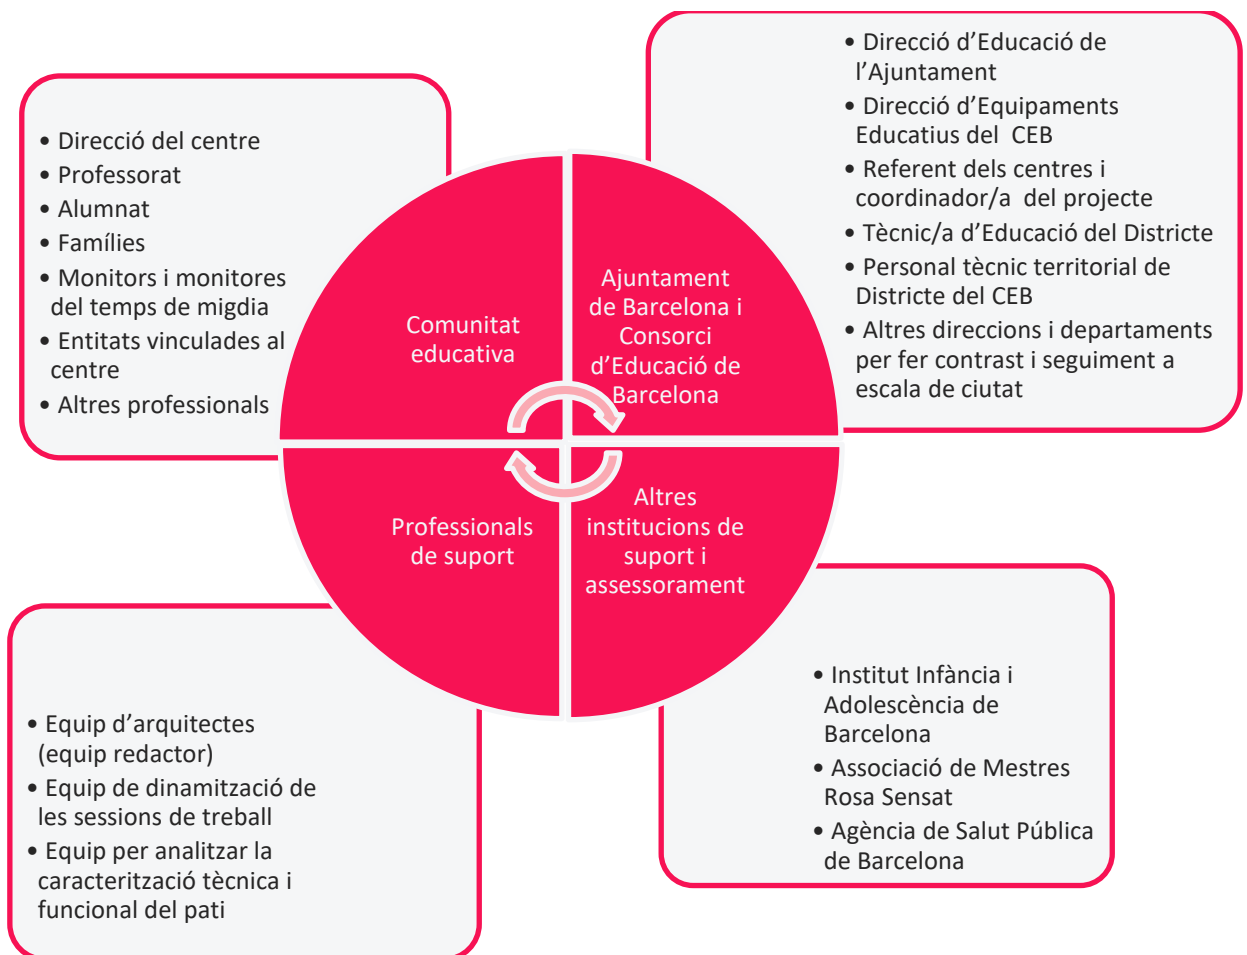 • Direcció del centre
• Professorat
• Alumnat
• Famílies
• Monitors i monitores
del temps de migdia
• Entitats vinculades al
centre
• Altres professionals
• Direcció d’Educació de
l’Ajuntament
• Direcció d’Equipaments
Educatius del CEB
• Referent dels centres i
coordinador/a del projecte
• Tècnic/a d’Educació del Districte
• Personal tècnic territorial de
Districte del CEB
• Altres direccions i departaments
per fer contrast i seguiment a
escala de ciutat
Comunitat
educativa
Ajuntament
de Barcelona i
Consorci
d’Educació de
Barcelona
Professionals
de suport
Altres
institucions de
suport i
assessorament
• Equip d’arquitectes
(equip redactor)
• Equip de dinamització de
les sessions de treball
• Equip per analitzar la
caracterització tècnica i
funcional del pati
• Institut Infància i
Adolescència de
Barcelona
• Associació de Mestres
Rosa Sensat
• Agència de Salut Pública
de Barcelona